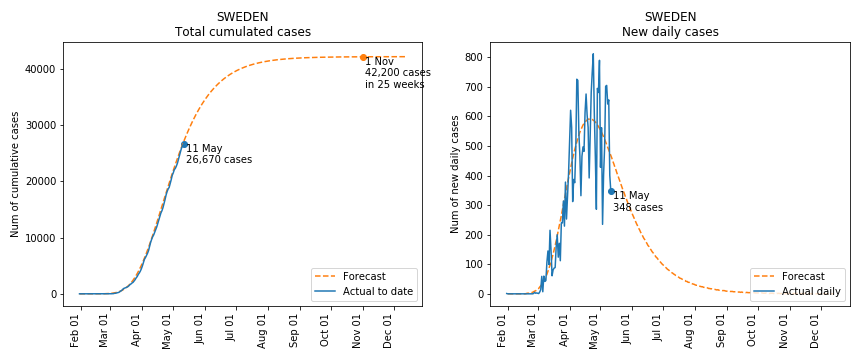 SWEDEN
Total cumulated cases
Num of cumulative cases
40000
30000
20000
10000
0
1 Nov
42,200 cases
in 25 weeks
11 May
26,670 cases
Forecast
Actual to date
Feb 01
Mar 01
Apr 01
May 01
Jun 01
Jul 01
Aug 01
Sep 01
Oct 01
Nov 01
Dec 01
SWEDEN
New daily cases
Num of new daily cases
800
700
600
500
400
300
200
100
0
11 May
348 cases
Forecast
Actual daily
Feb 01
Mar 01
Apr 01
May 01
Jun 01
Jul 01
Aug 01
Sep 01
Oct 01
Nov 01
Dec 01